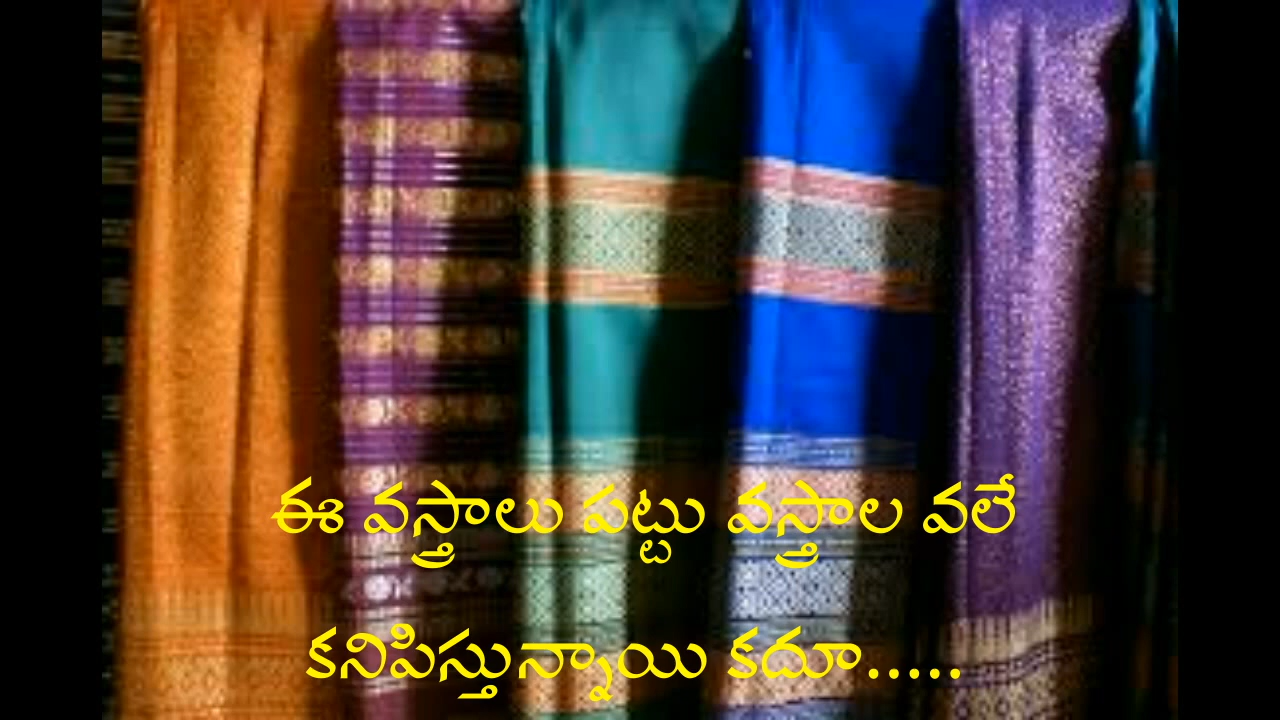 ఈ వస్త్రాలు పట్టు వస్త్రాల వలే
కనిపిస్తున్నాయి కదూ.....